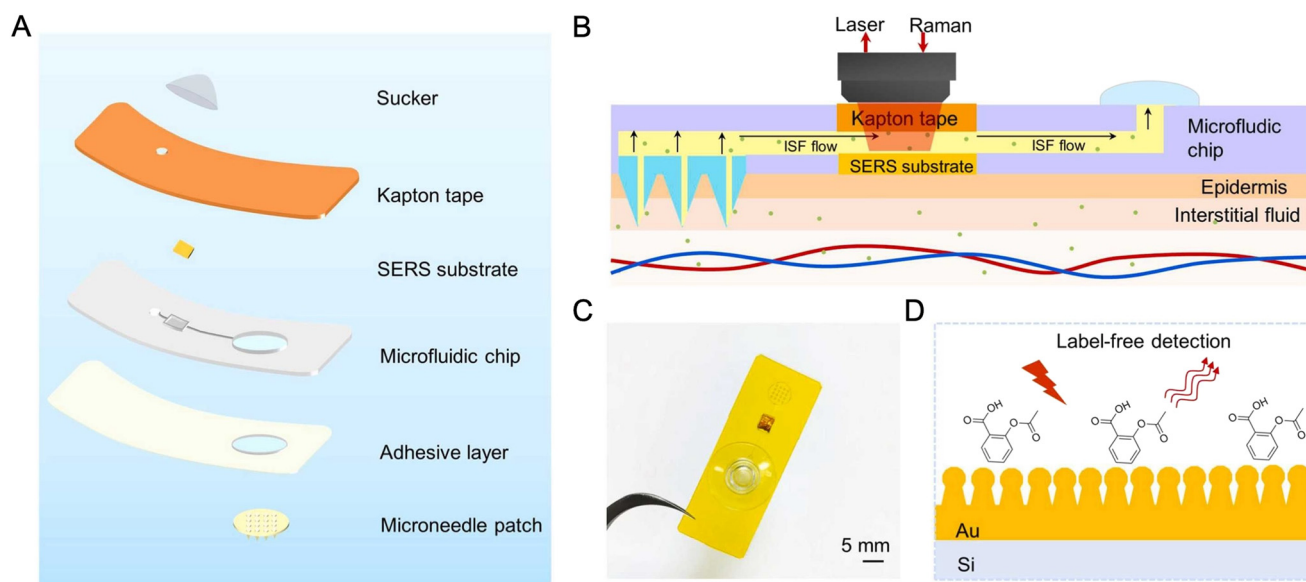 A
Sucker
Kapton tape
SERS substrate
Microfluidic chip
Adhesive layer
Microneedle patch
B
Laser Raman
Kapton tape
ISF flow
ISF flow
SERS substrate
Microfludic
chip
Epidermis
Interstitial fluid
C
5 mm
D
Label-free detection
OH
O
O
O
OH
O
O
O
OH
O
O
O
Au
Si